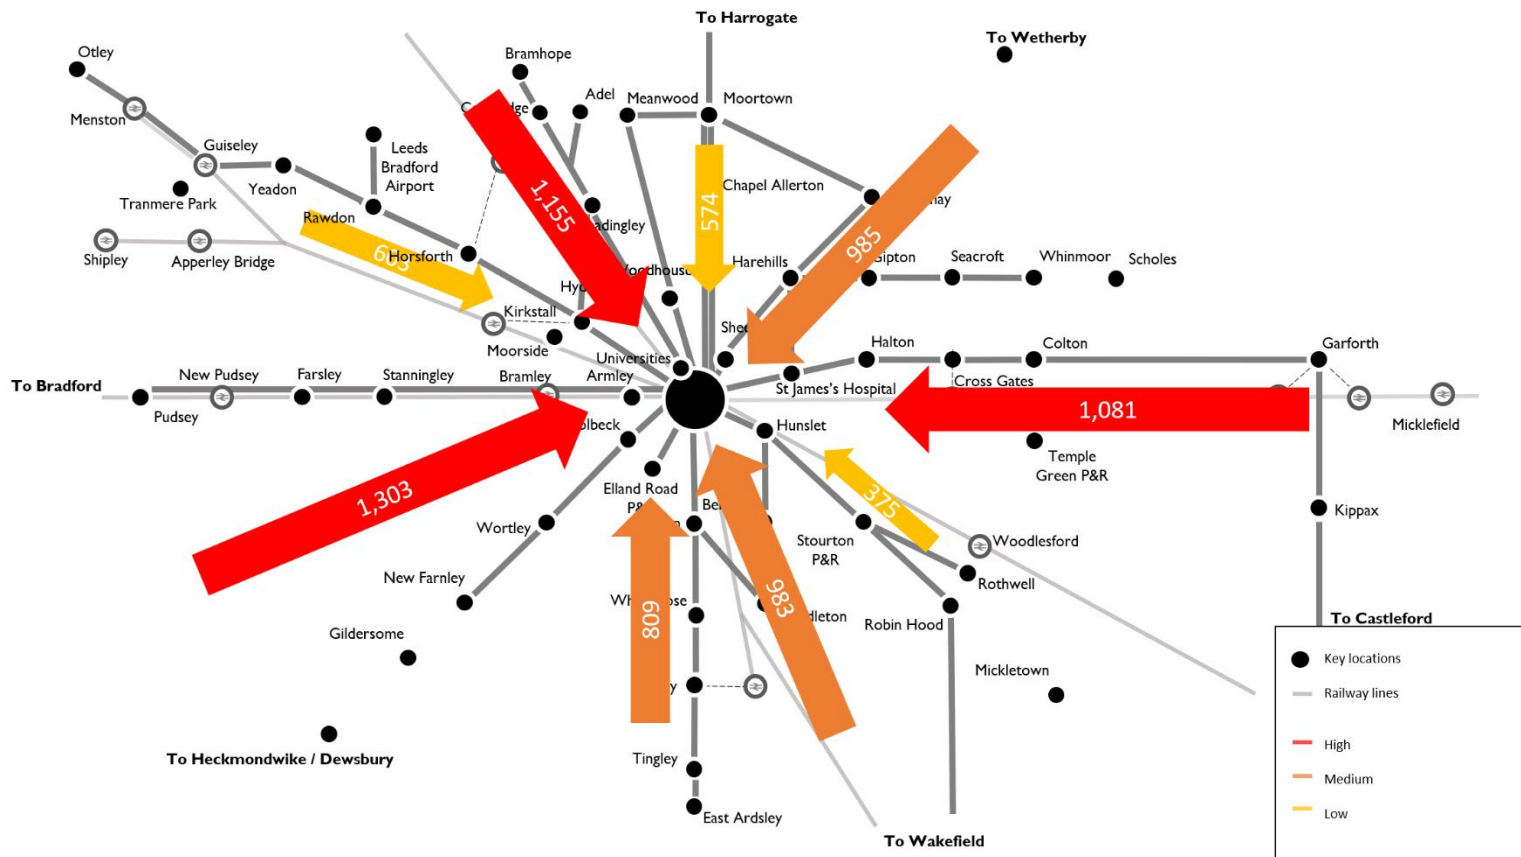 To Harrogate
To Wetherby
Otley
Bramhope
Adel
Meanwood
Moortown
Menston
Guiseley
Leeds
Bradford
Airport
Yeadon
Tranmere Park
Rawdon
Chapel Allerton
1,155
574
985
Shipley
Apperley Bridge
Horsforth
Harehills
Gipton
Seacroft
Whinmoor
Scholes
Kirkstall
Moorside
Universities
Halton
Colton
Garforth
To Bradford
New Pudsey
Farsley
Stanningley
Bramley
Armley
St James's Hospital
Cross Gates
Pudsey
1,081
Micklefield
Hunslet
Temple
Green P&R
Elland Road
1,303
375
Wortley
Stourton
P&R
Woodlesford
Kippax
Rothwell
New Farnley
809
983
Robin Hood
To Castleford
Gildersome
Mickletown
Key locations
Railway lines
High
Medium
Low
To Heckmondwike / Dewsbury
Tingley
East Ardsley
To Wakefield